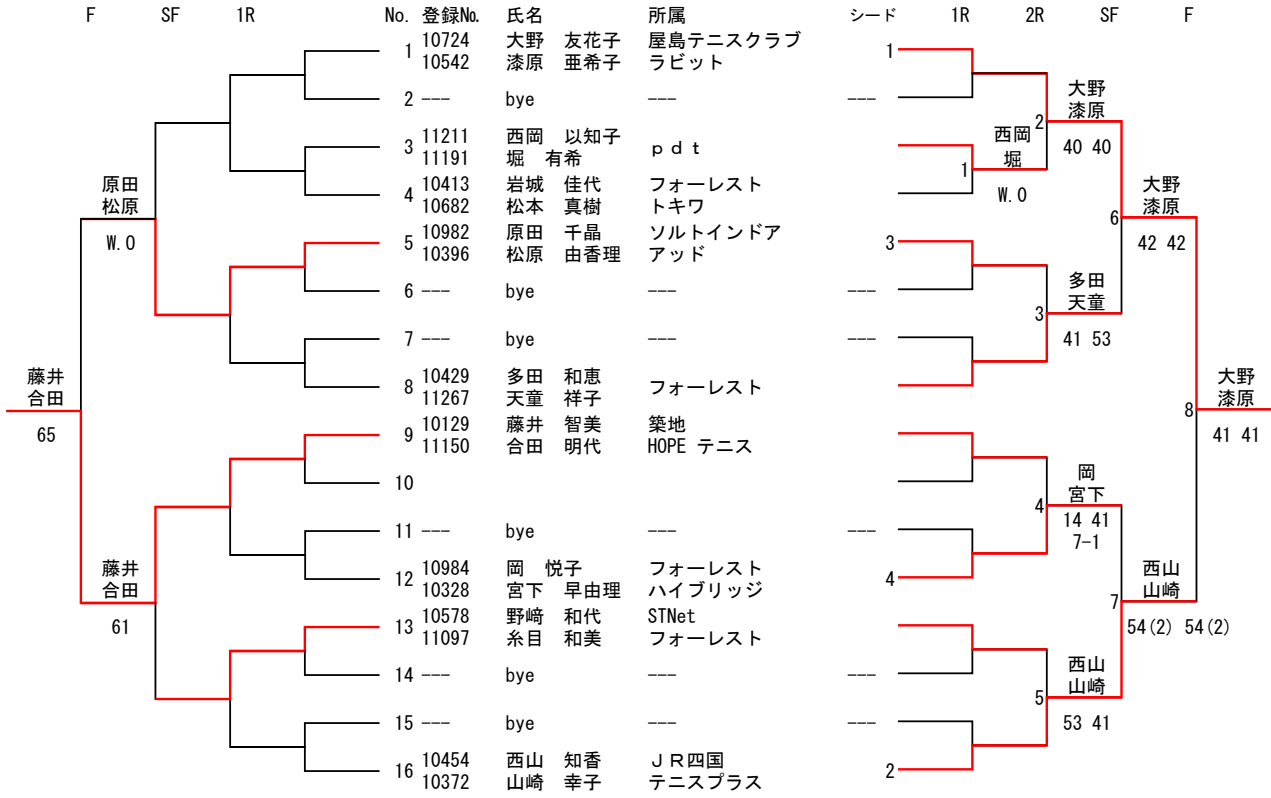 F SF 1R No. 登録№ 氏名 所属 シード 1R 2R SF F
1 10724 大野 友花子 屋島テニスクラブ 1
10542 漆原 亜希子 ラビット
2 --- bye --- ---
大野
漆原
2
40 40
3 11211 西岡 以知子 ｐｄｔ
11191 堀 有希
西岡
堀
1
W.O
4 10413 岩城 佳代 フォーレスト
10682 松本 真樹 トキワ
原田
松原
W.O
大野
漆原
6
42 42
5 10982 原田 千晶 ソルトインドア 3
10396 松原 由香理 アッド
6 --- bye --- ---
多田
天童
3
41 53
7 --- bye --- ---
8 10429 多田 和恵 フォーレスト
11267 天童 祥子
藤井
合田
65
大野
漆原
8
41 41
9 10129 藤井 智美 築地
11150 合田 明代 HOPE テニス
10
岡
宮下
4
14 41
7-1
11 --- bye --- ---
12 10984 岡 悦子 フォーレスト 4
10328 宮下 早由理 ハイブリッジ
藤井
合田
61
西山
山崎
7
54(2) 54(2)
13 10578 野﨑 和代 STNet
11097 糸目 和美 フォーレスト
14 --- bye --- ---
西山
山崎
5
53 41
15 --- bye --- ---
16 10454 西山 知香 ＪＲ四国 2
10372 山崎 幸子 テニスプラス